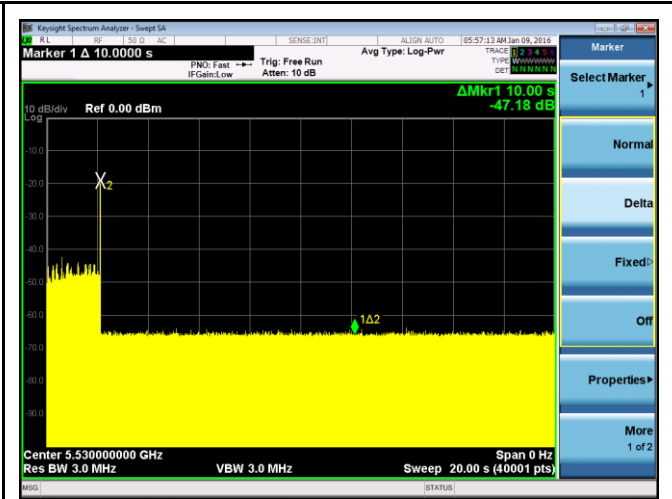 Keysight Spectrum Analyzer - Swept SA
RL RF 50 Ω AC SENSE:INT ALIGN AUTO 05:57:13 AM Jan 09, 2016
Marker 1 Δ 10.0000 s
PNO: Fast
IFGain:Low
Trig: Free Run
Atten: 10 dB
Avg Type: Log-Pwr
TRACE 1 2 3 4 5 6
TYPE WWWWWW
DET N N N N N N
ΔMkr1 10.00 s
-47.18 dB
10 dB/div Ref 0.00 dBm
Log
-10.0
-20.0
-30.0
-40.0
-50.0
-60.0
-70.0
-80.0
-90.0
2
1Δ2
Center 5.530000000 GHz Span 0 Hz
Res BW 3.0 MHz VBW 3.0 MHz Sweep 20.00 s (40001 pts)
MSG STATUS
Marker
Select Marker
1
Normal
Delta
Fixed
Off
Properties
More
1 of 2